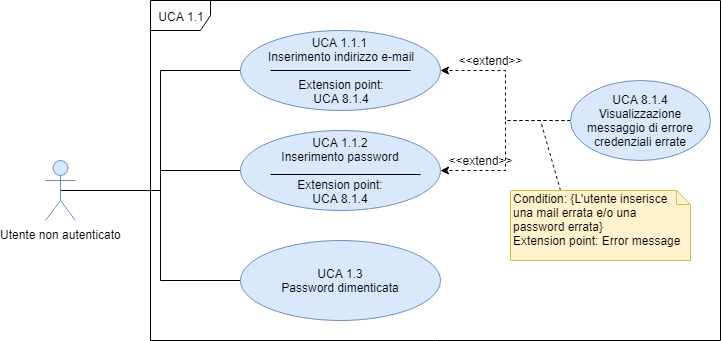 UCA 1.1
UCA 1.1.1
Inserimento indirizzo e-mail
Extension point:
UCA 8.1.4
<<extend>>
UCA 8.1.4
Visualizzazione
messaggio di errore
credenziali errate
UCA 1.1.2
Inserimento password
Extension point:
UCA 8.1.4
<<extend>>
Condition: {L'utente inserisce
una mail errata e/o una
password errata}
Extension point: Error message
Utente non autenticato
UCA 1.3
Password dimenticata